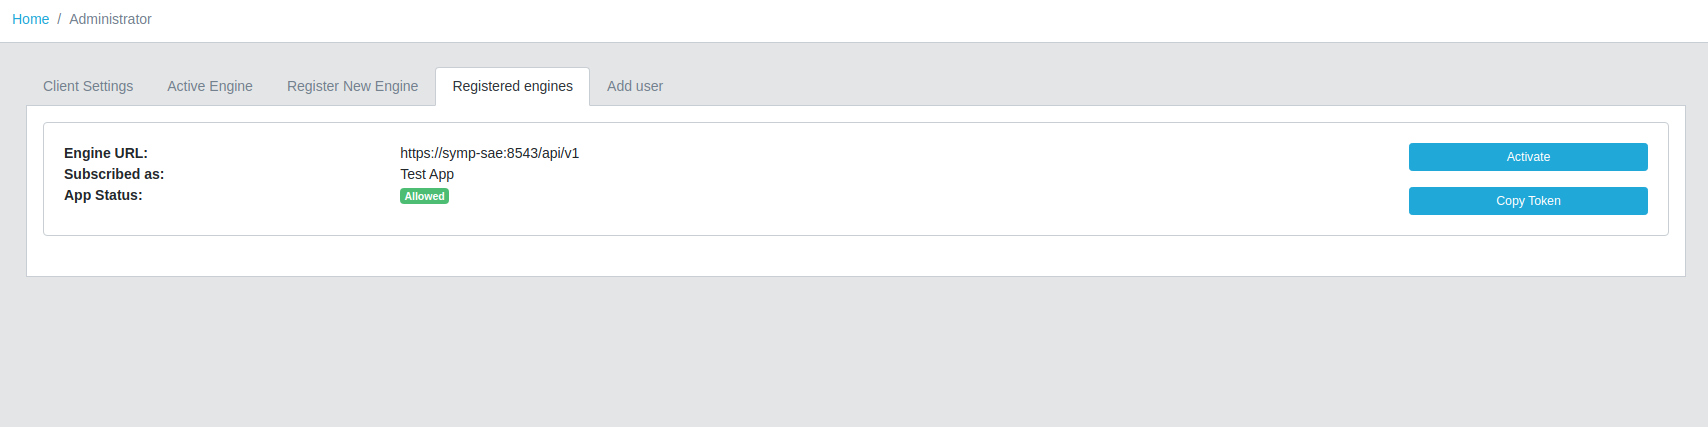 Home / Administrator
Client Settings Active Engine Register New Engine Registered engines Add user
Engine URL: https://symp-sae:8543/api/v1 Activate
Subscribed as: Test App
App Status: Allowed Copy Token